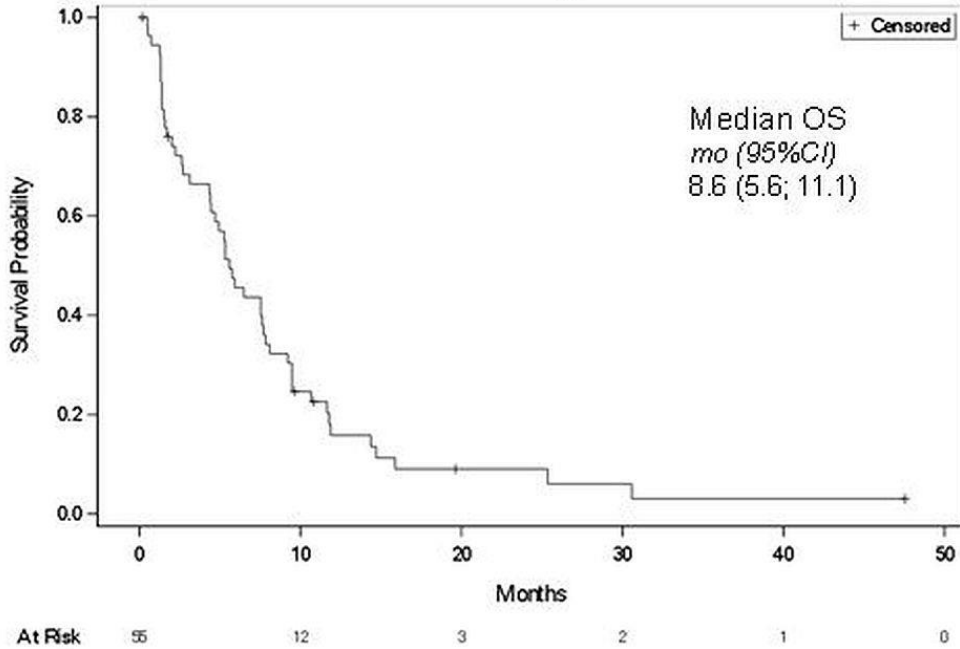 + Censored
Median OS
mo (95%CI)
8.6 (5.6; 11.1)
Survival Probability
1.0
0.8
0.6
0.4
0.2
0.0
0 10 20 30 40 50
Months
At Risk 55 12 3 2 1 0